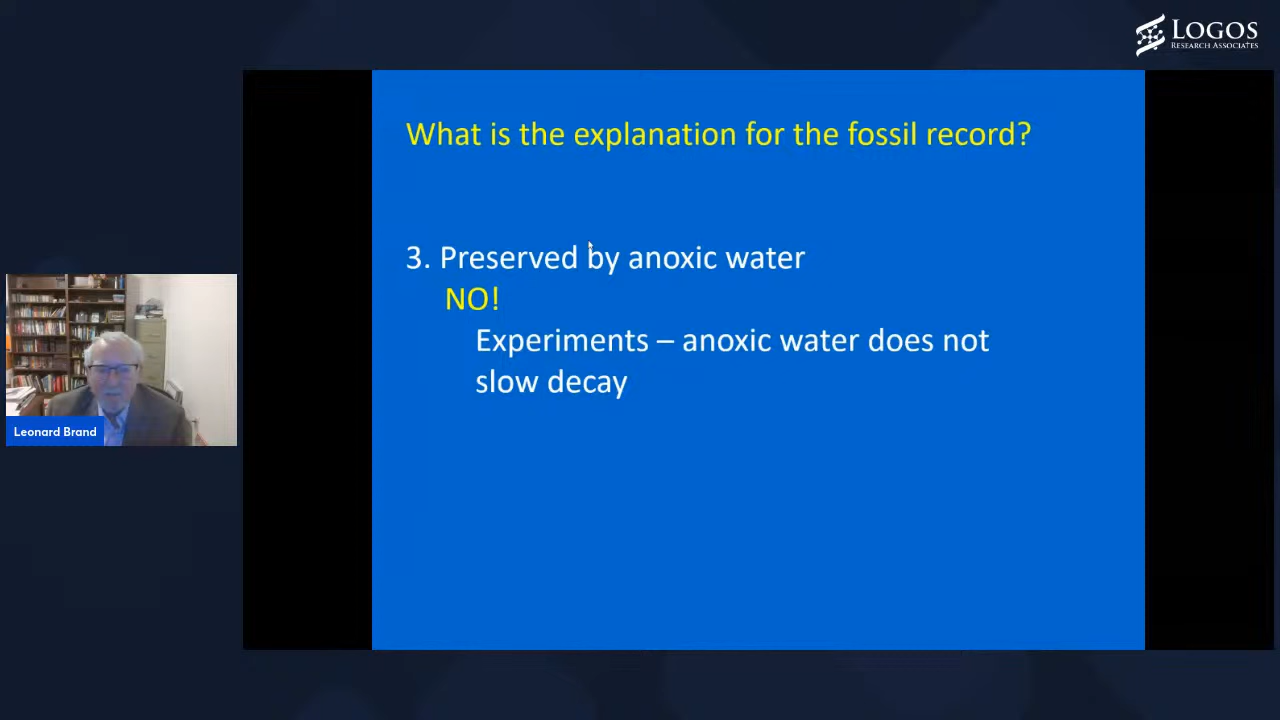 LOGOS
RESEARCH ASSOCIATES
What is the explanation for the fossil record?
3. Preserved by anoxic water
NO!
Experiments – anoxic water does not
slow decay
Leonard Brand